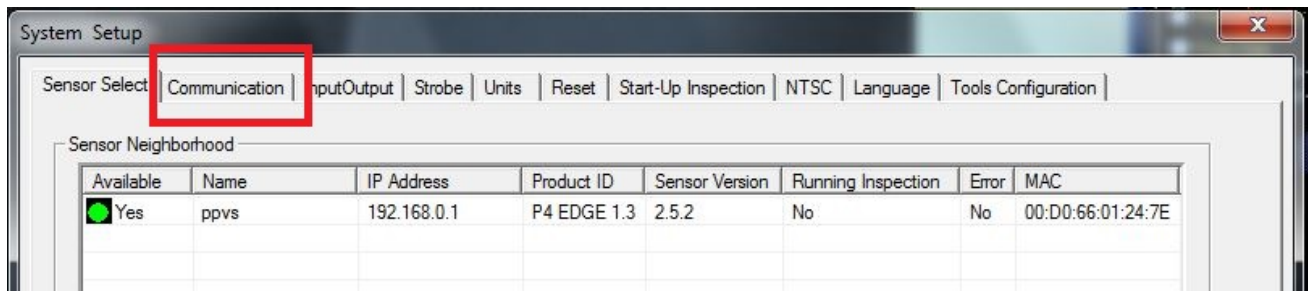 System Setup
Sensor Select Communication InputOutput Strobe Units Reset Start-Up Inspection NTSC Language Tools Configuration
Sensor Neighborhood
Available Name IP Address Product ID Sensor Version Running Inspection Error MAC
Yes ppvs 192.168.0.1 P4 EDGE 1.3 2.5.2 No No 00:D0:66:01:24:7E